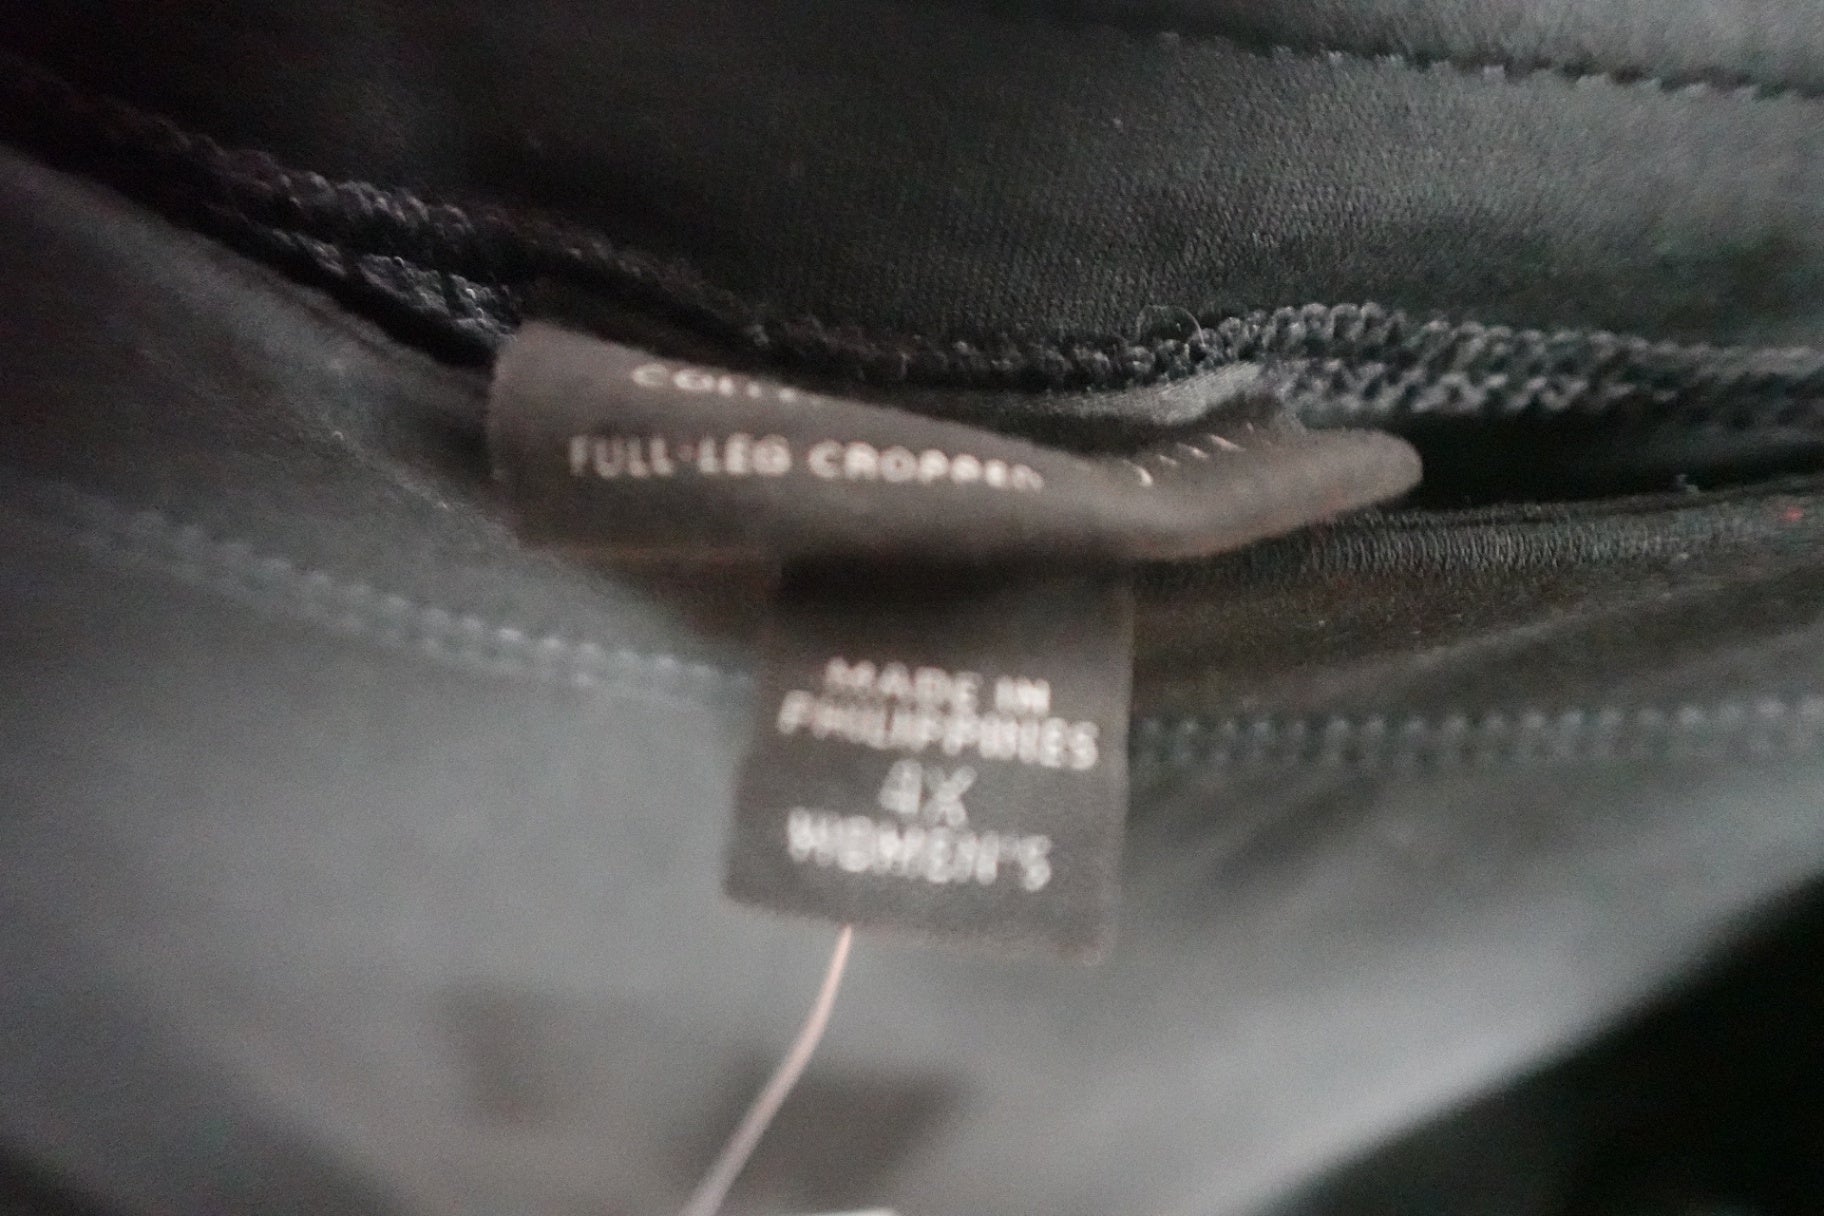 FULL-LEG CROPPED
MADE IN
PHILIPPINES
4X
WOMEN'S